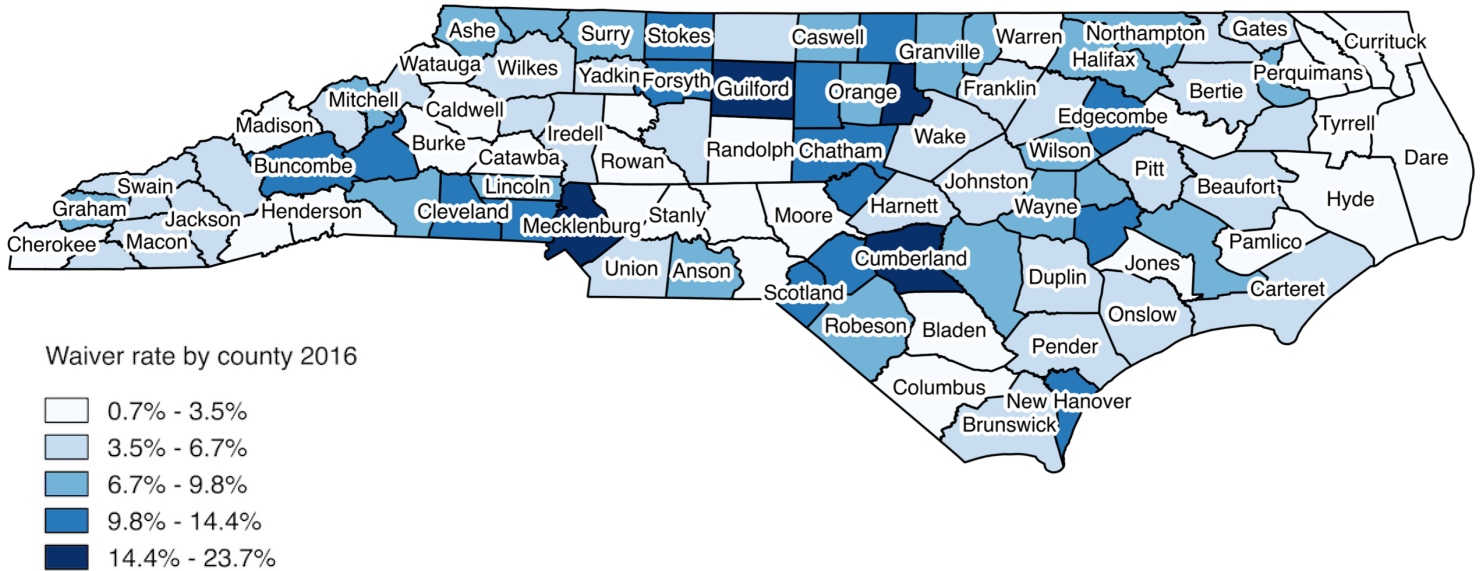 Ashe
Surry
Stokes
Caswell
Granville
Warren
Northampton
Gates
Currituck
Watauga
Wilkes
Yadkin
Forsyth
Guilford
Orange
Franklin
Halifax
Bertie
Perquimans
Mitchell
Caldwell
Madison
Burke
Iredell
Edgecombe
Tyrrell
Buncombe
Catawba
Rowan
Randolph
Chatham
Wake
Wilson
Dare
Swain
Lincoln
Johnston
Pitt
Beaufort
Graham
Jackson
Henderson
Cleveland
Mecklenburg
Stanly
Moore
Harnett
Wayne
Hyde
Cherokee
Macon
Union
Anson
Cumberland
Duplin
Jones
Pamlico
Scotland
Carteret
Robeson
Bladen
Onslow
Pender
Columbus
New Hanover
Brunswick
Waiver rate by county 2016
0.7% - 3.5%
3.5% - 6.7%
6.7% - 9.8%
9.8% - 14.4%
14.4% - 23.7%